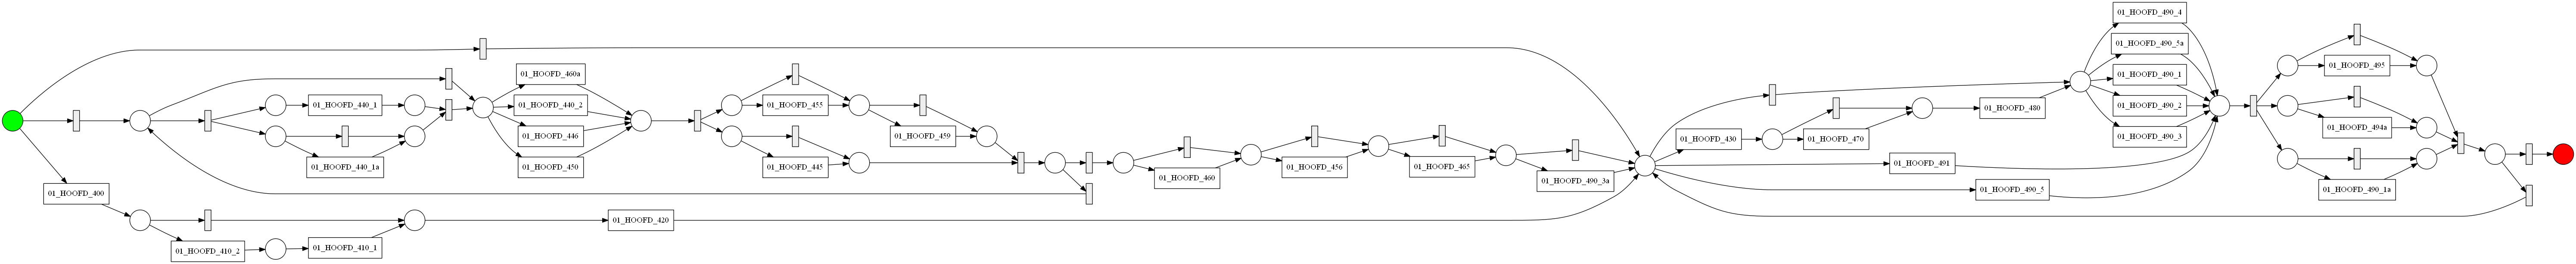 01_HOOFD_490_4
01_HOOFD_490_5a
01_HOOFD_495
01_HOOFD_460a
01_HOOFD_490_1
01_HOOFD_440_1
01_HOOFD_440_2
01_HOOFD_455
01_HOOFD_480
01_HOOFD_490_2
01_HOOFD_494a
01_HOOFD_446
01_HOOFD_459
01_HOOFD_430
01_HOOFD_470
01_HOOFD_490_3
01_HOOFD_440_1a
01_HOOFD_450
01_HOOFD_445
01_HOOFD_456
01_HOOFD_465
01_HOOFD_491
01_HOOFD_460
01_HOOFD_490_3a
01_HOOFD_490_5
01_HOOFD_490_1a
01_HOOFD_400
01_HOOFD_420
01_HOOFD_410_2
01_HOOFD_410_1